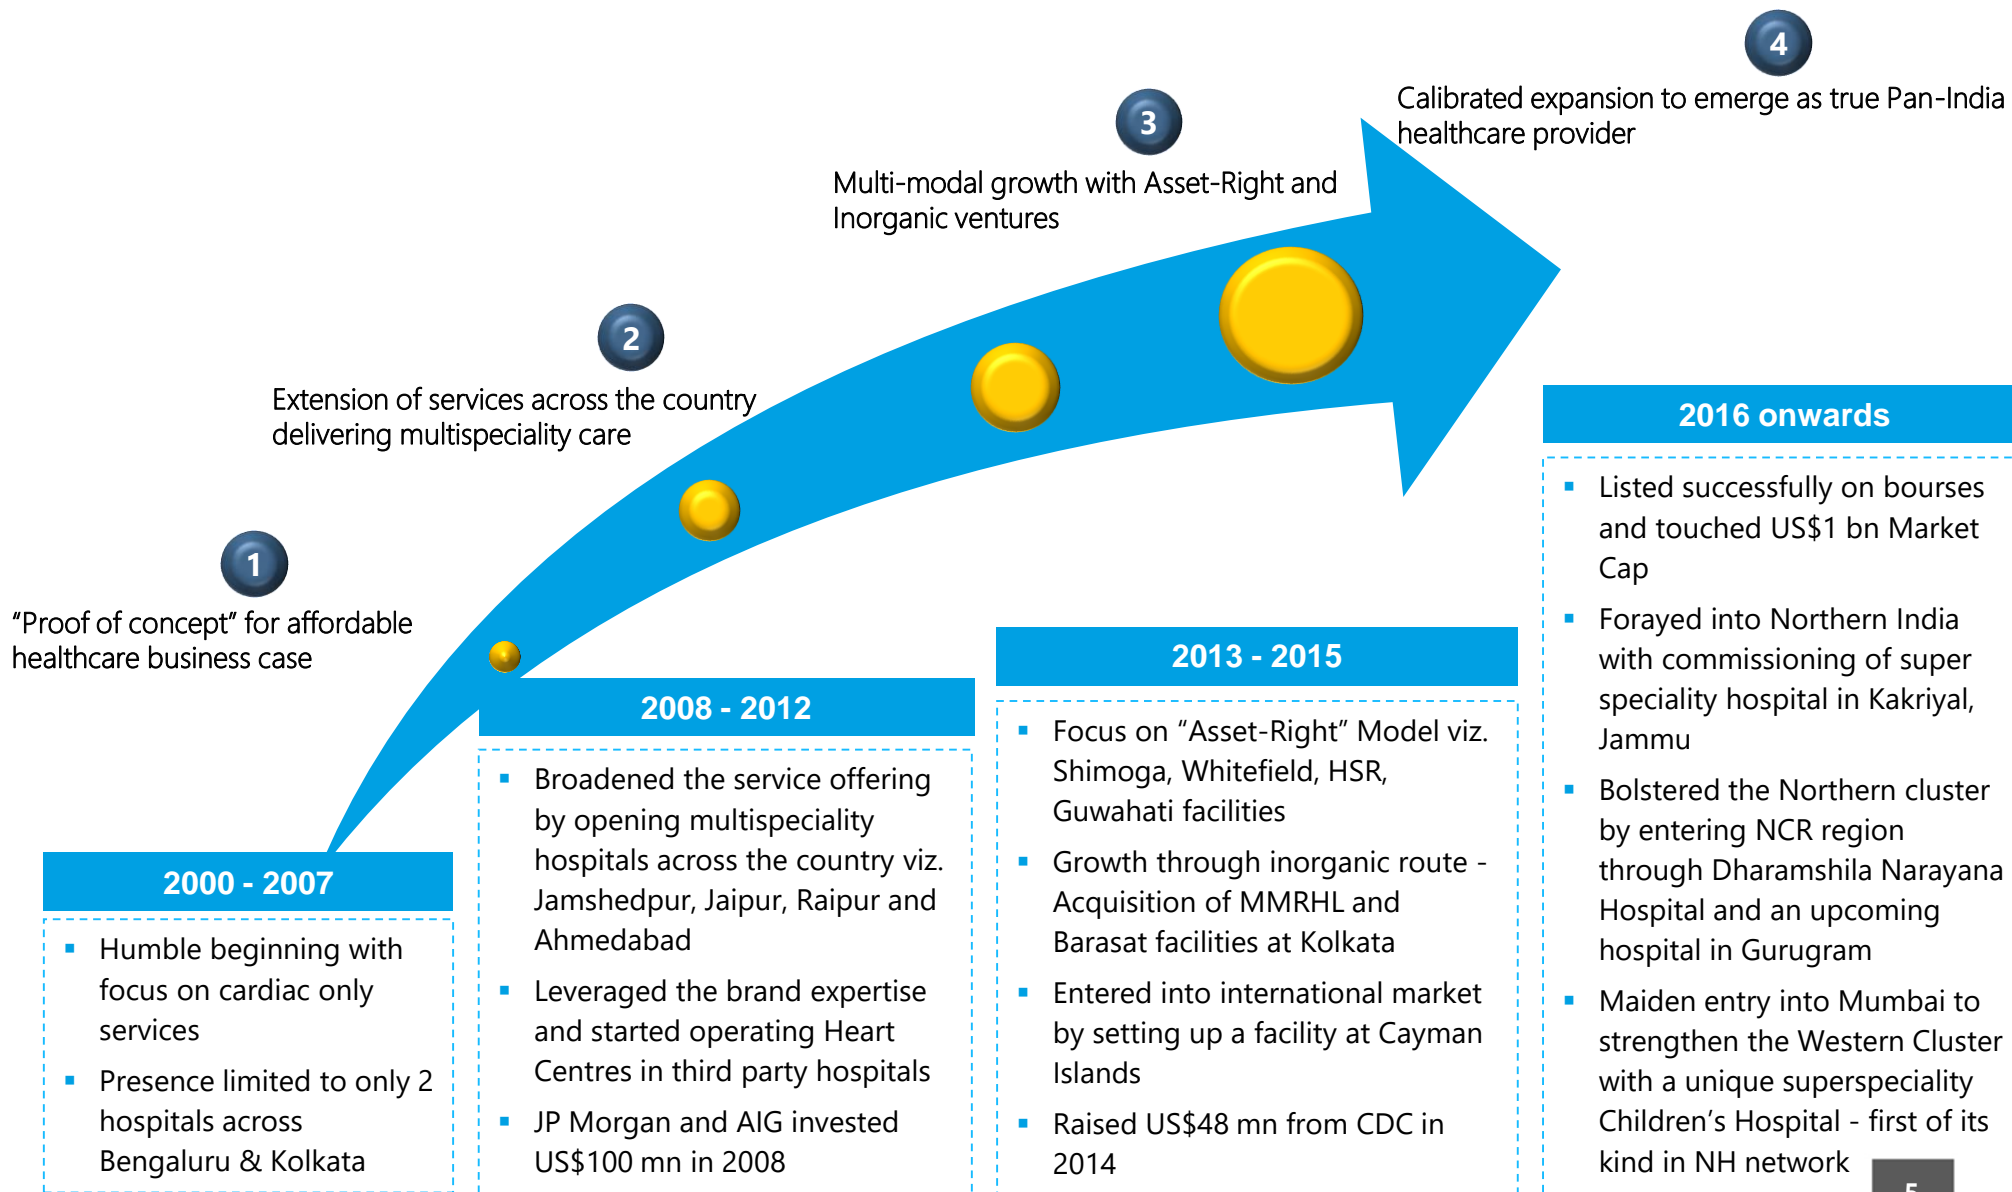 4
Calibrated expansion to emerge as true Pan-India
healthcare provider
3
Multi-modal growth with Asset-Right and
Inorganic ventures
2
Extension of services across the country
delivering multispeciality care
1
“Proof of concept” for affordable
healthcare business case
2000 - 2007
▪ Humble beginning with
focus on cardiac only
services
▪ Presence limited to only 2
hospitals across
Bengaluru & Kolkata
2008 - 2012
▪ Broadened the service offering
by opening multispeciality
hospitals across the country viz.
Jamshedpur, Jaipur, Raipur and
Ahmedabad
▪ Leveraged the brand expertise
and started operating Heart
Centres in third party hospitals
▪ JP Morgan and AIG invested
US$100 mn in 2008
2013 - 2015
▪ Focus on “Asset-Right” Model viz.
Shimoga, Whitefield, HSR,
Guwahati facilities
▪ Growth through inorganic route -
Acquisition of MMRHL and
Barasat facilities at Kolkata
▪ Entered into international market
by setting up a facility at Cayman
Islands
▪ Raised US$48 mn from CDC in
2014
2016 onwards
▪ Listed successfully on bourses
and touched US$1 bn Market
Cap
▪ Forayed into Northern India
with commissioning of super
speciality hospital in Kakriyal,
Jammu
▪ Bolstered the Northern cluster
by entering NCR region
through Dharamshila Narayana
Hospital and an upcoming
hospital in Gurugram
▪ Maiden entry into Mumbai to
strengthen the Western Cluster
with a unique superspeciality
Children’s Hospital - first of its
kind in NH network
5